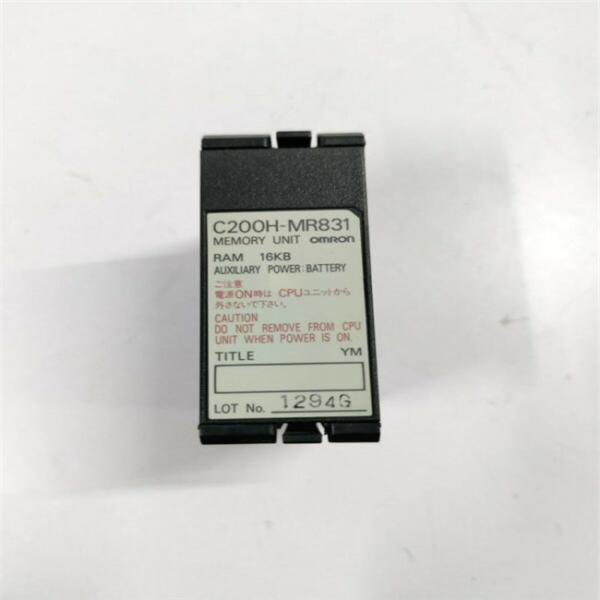 C200H-MR831
MEMORY UNIT OMRON
RAM 16KB
AUXILIARY POWER:BATTERY
ご注意
電源ON時は CPUユニットから
外さないで下さい。
CAUTION
DO NOT REMOVE FROM CPU
UNIT WHEN POWER IS ON.
TITLE YM
LOT No. 1294G